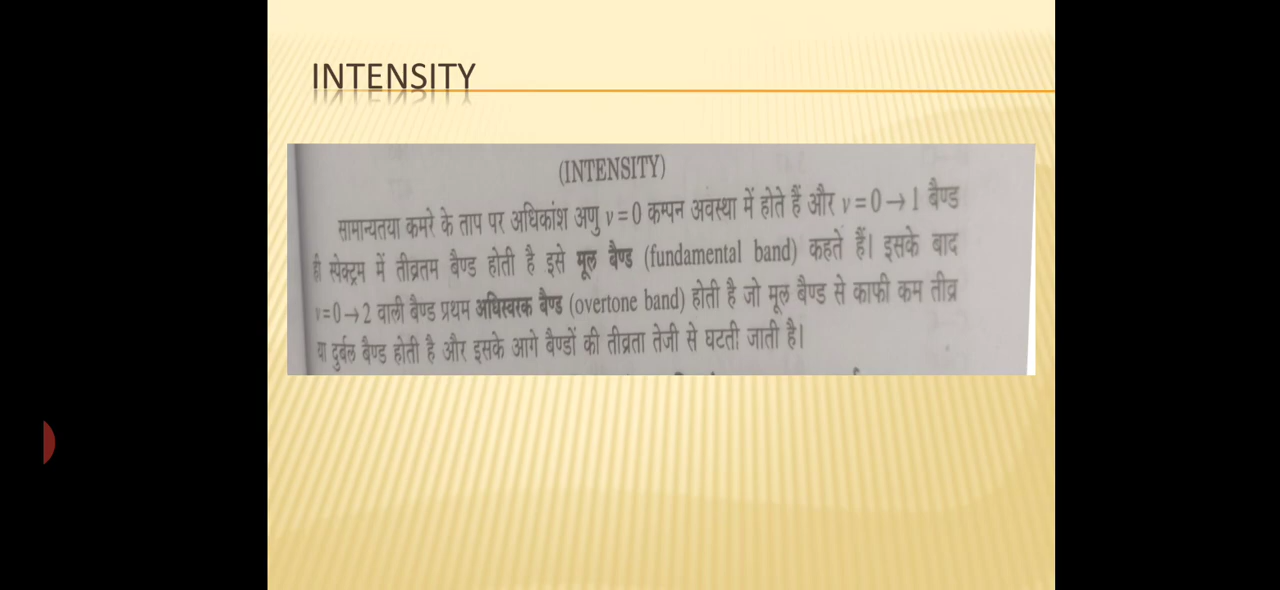 INTENSITY
(INTENSITY)
सामान्यतया कमरे के ताप पर अधिकांश अणु v = 0 कम्पन अवस्था में होते हैं और v = 0 → 1 बैण्ड
ही स्पेक्ट्रम में तीव्रतम बैण्ड होती है इसे मूल बैण्ड (fundamental band) कहते हैं। इसके बाद
v = 0 → 2 वाली बैण्ड प्रथम अधिस्वरक बैण्ड (overtone band) होती है जो मूल बैण्ड से काफी कम तीव्र
या दुर्बल बैण्ड होती है और इसके आगे बैण्डों की तीव्रता तेजी से घटती जाती है।